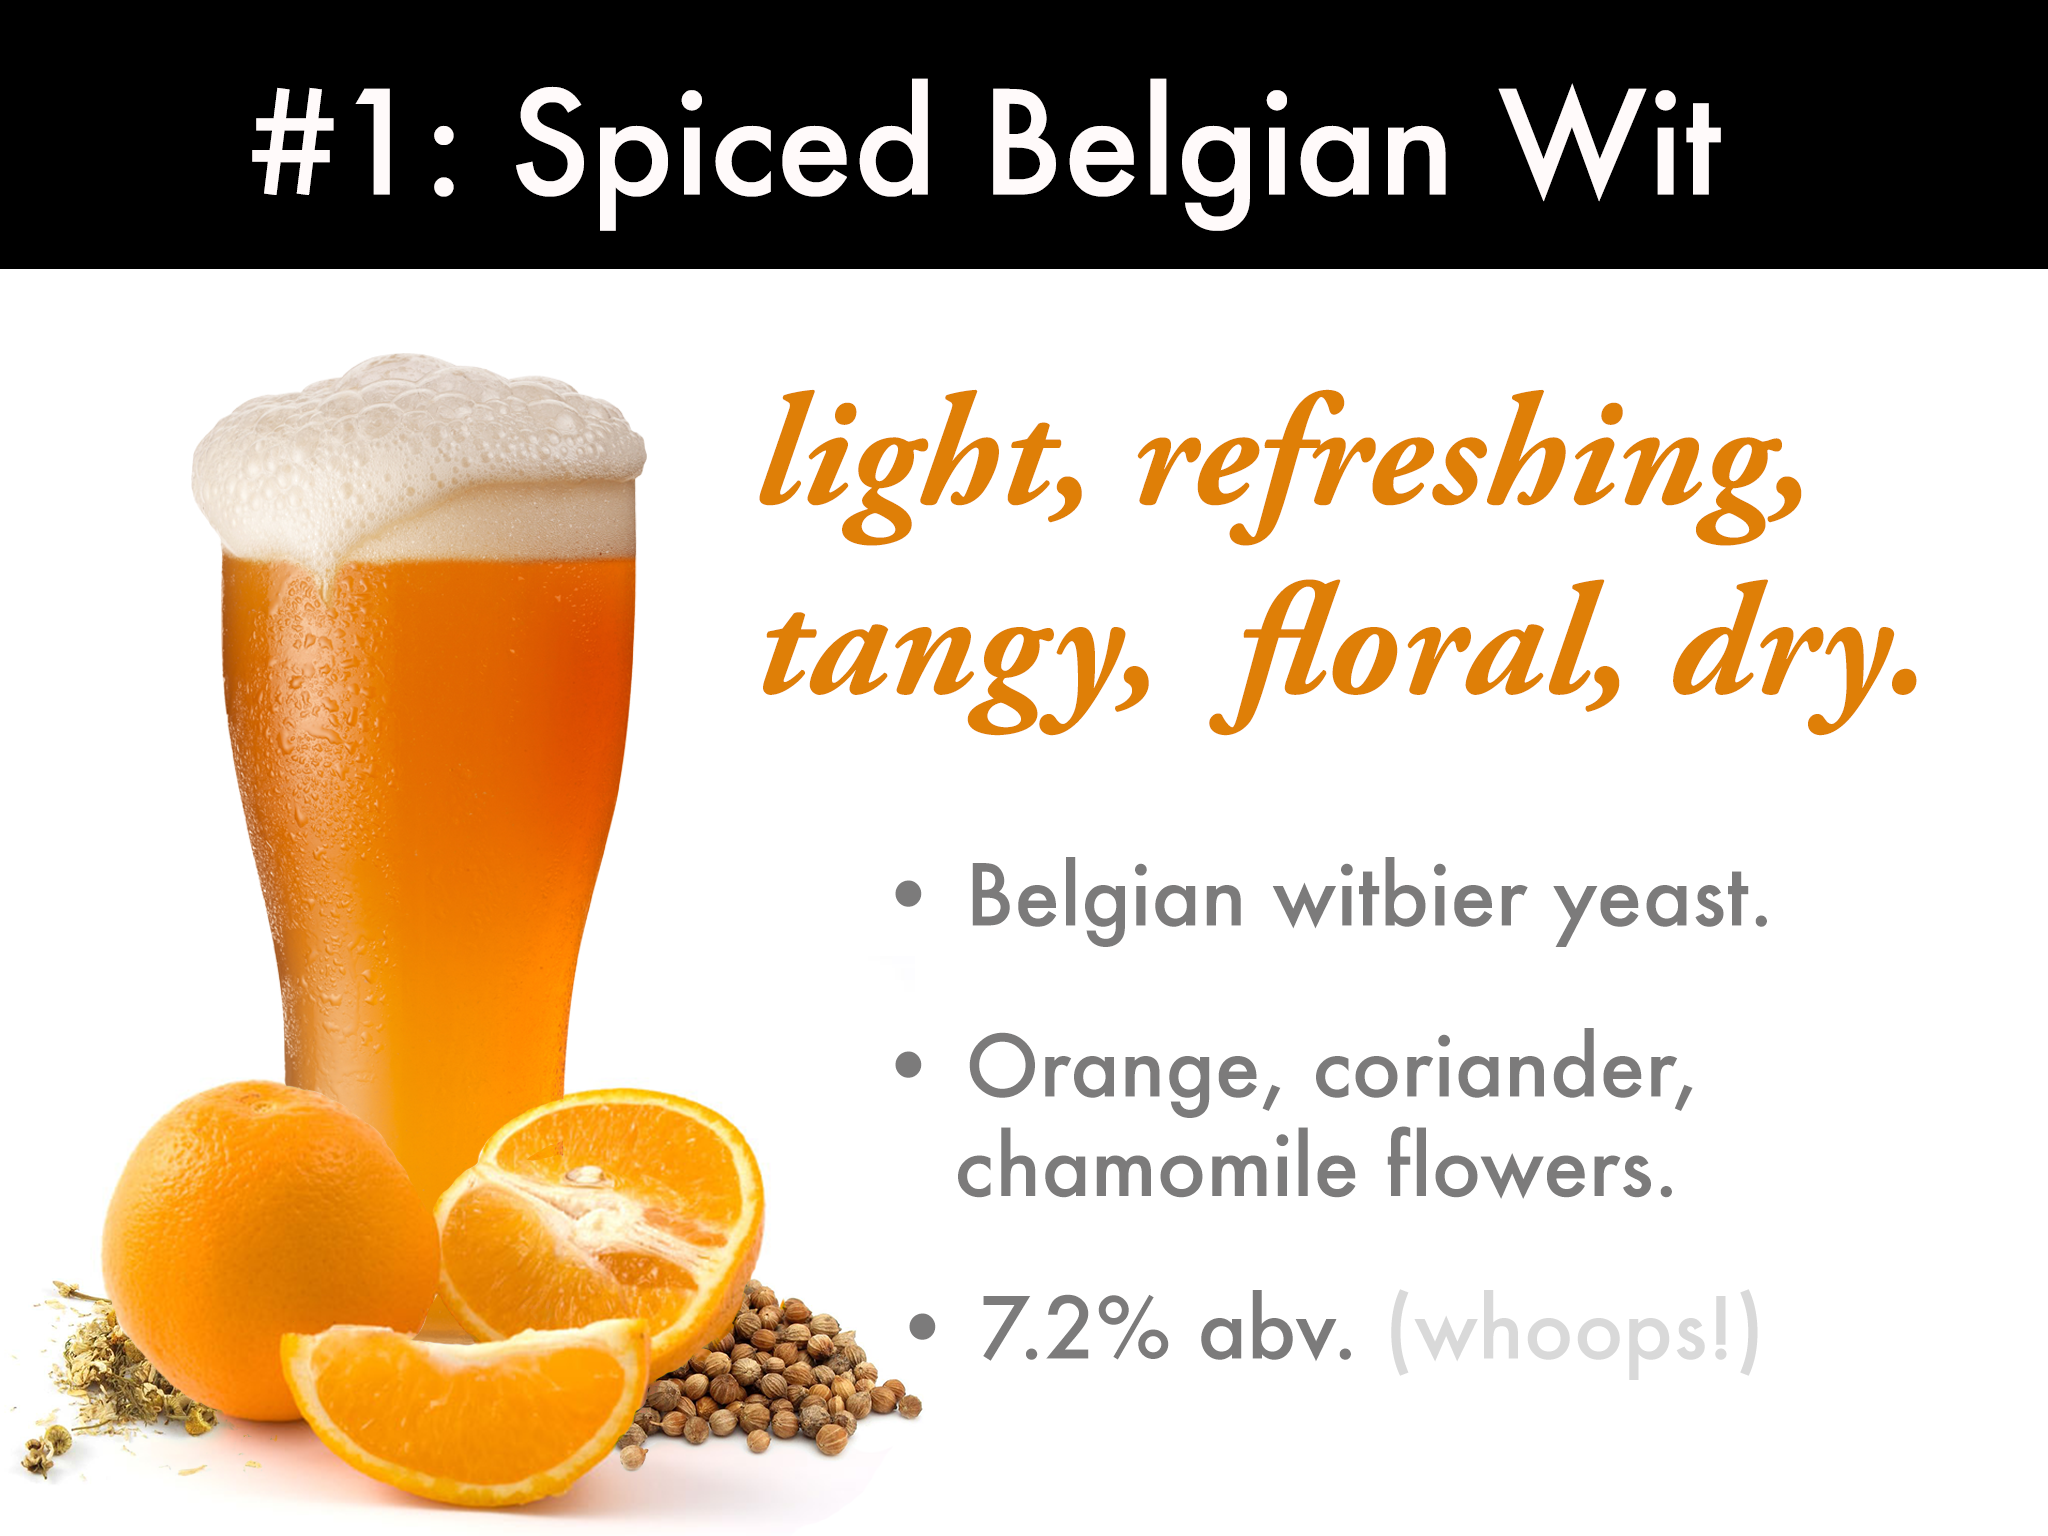 #1: Spiced Belgian Wit
light, refreshing,
tangy, floral, dry.
• Belgian witbier yeast.
• Orange, coriander,
chamomile flowers.
• 7.2% abv. (whoops!)